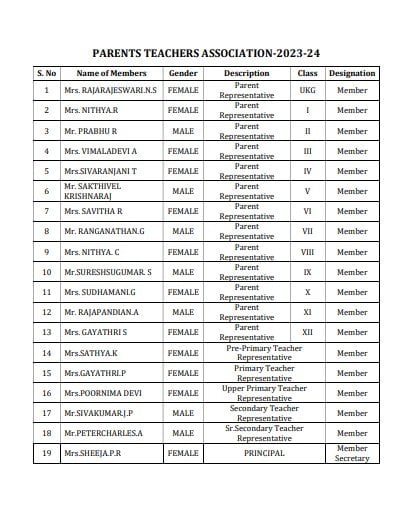 PARENTS TEACHERS ASSOCIATION-2023-24
S. No Name of Members Gender Description Class Designation
1 Mrs. RAJARAJESWARI.N.S FEMALE Parent Representative UKG Member
2 Mrs. NITHYA.R FEMALE Parent Representative I Member
3 Mr. PRABHU R MALE Parent Representative II Member
4 Mrs. VIMALADEVI A FEMALE Parent Representative III Member
5 Mrs.SIVARANJANI T FEMALE Parent Representative IV Member
6 Mr. SAKTHIVEL KRISHNARAJ MALE Parent Representative V Member
7 Mrs. SAVITHA R FEMALE Parent Representative VI Member
8 Mr. RANGANATHAN.G MALE Parent Representative VII Member
9 Mrs. NITHYA. C FEMALE Parent Representative VIII Member
10 Mr.SURESHSUGUMAR. S MALE Parent Representative IX Member
11 Mrs. SUDHAMANI.G FEMALE Parent Representative X Member
12 Mr. RAJAPANDIAN.A MALE Parent Representative XI Member
13 Mrs. GAYATHRI S FEMALE Parent Representative XII Member
14 Mrs.SATHYA.K FEMALE Pre-Primary Teacher Representative Member
15 Mrs.GAYATHRI.P FEMALE Primary Teacher Representative Member
16 Mrs.POORNIMA DEVI FEMALE Upper Primary Teacher Representative Member
17 Mr.SIVAKUMAR.J.P MALE Secondary Teacher Representative Member
18 Mr.PETERCHARLES.A MALE Sr.Secondary Teacher Representative Member
19 Mrs.SHEEJA.P.R FEMALE PRINCIPAL Member Secretary